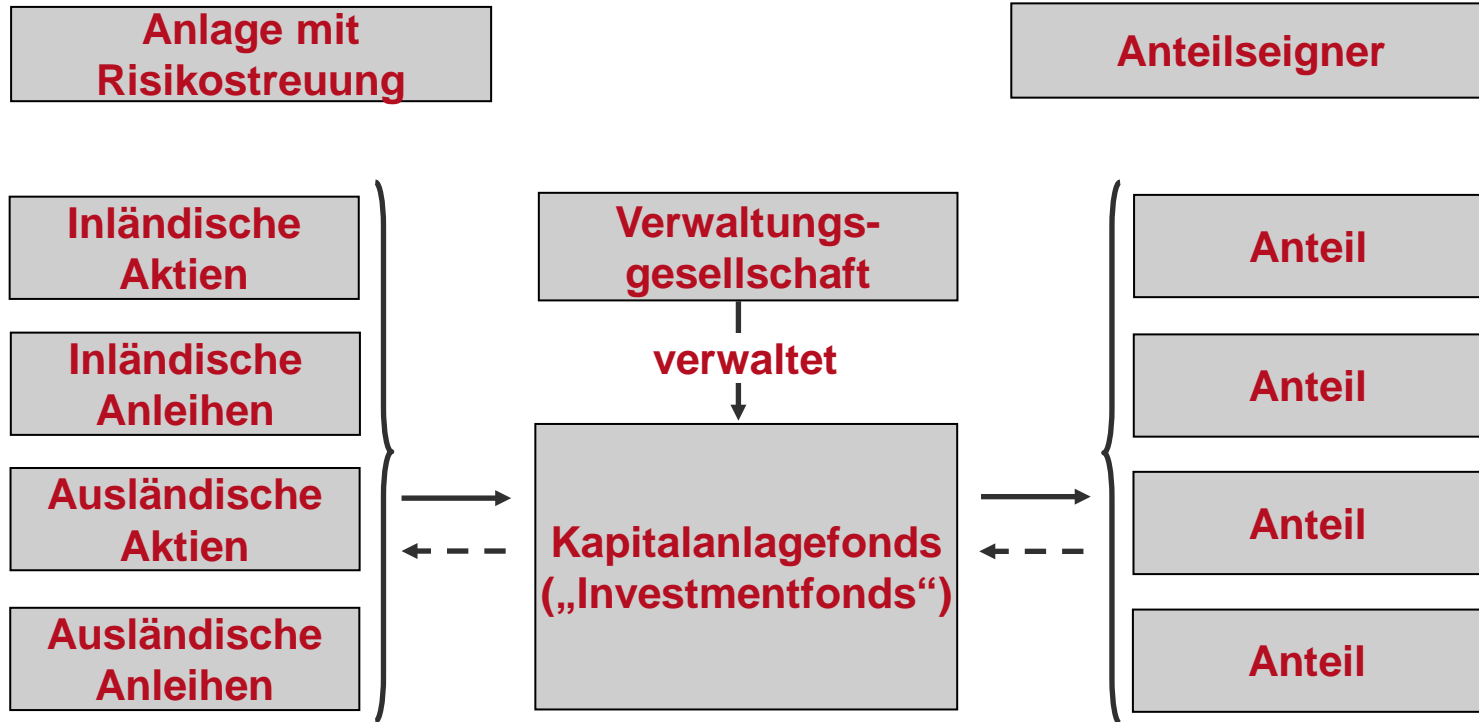 Anlage mit
Risikostreuung
Anteilseigner
Inländische
Aktien
Inländische
Anleihen
Ausländische
Aktien
Ausländische
Anleihen
Verwaltungs-
gesellschaft
verwaltet
Kapitalanlagefonds
(„Investmentfonds“)
Anteil
Anteil
Anteil
Anteil